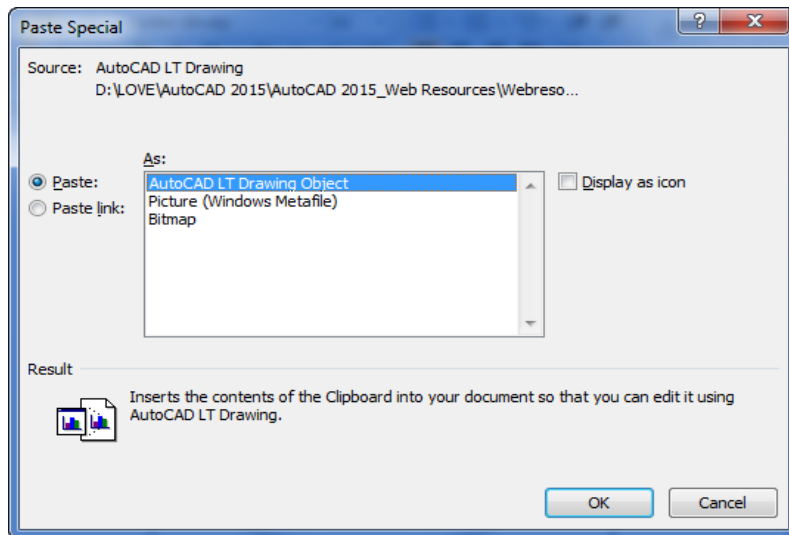 Paste Special
?
Source: AutoCAD LT Drawing
D:\LOVE\AutoCAD 2015\AutoCAD 2015_Web Resources\Webreso...
As:
Paste:
Paste link:
AutoCAD LT Drawing Object
Picture (Windows Metafile)
Bitmap
Display as icon
Result
Inserts the contents of the Clipboard into your document so that you can edit it using
AutoCAD LT Drawing.
OK
Cancel